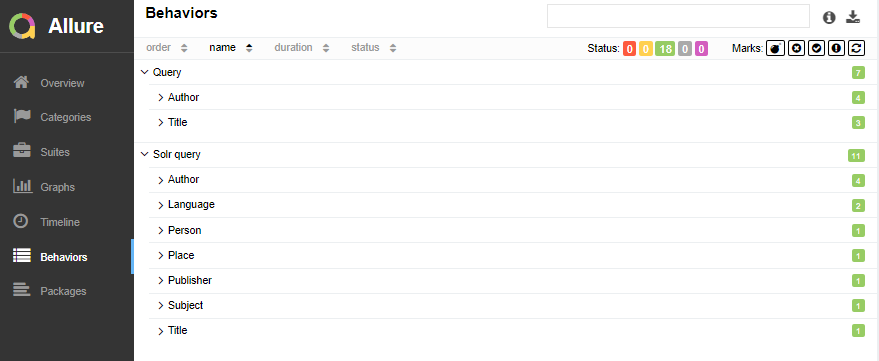 Allure
Overview
Categories
Suites
Graphs
Timeline
Behaviors
Packages
Behaviors
order name duration status Status: 0 0 18 0 0 Marks:
Query 7
Author 4
Title 3
Solr query 11
Author 4
Language 2
Person 1
Place 1
Publisher 1
Subject 1
Title 1